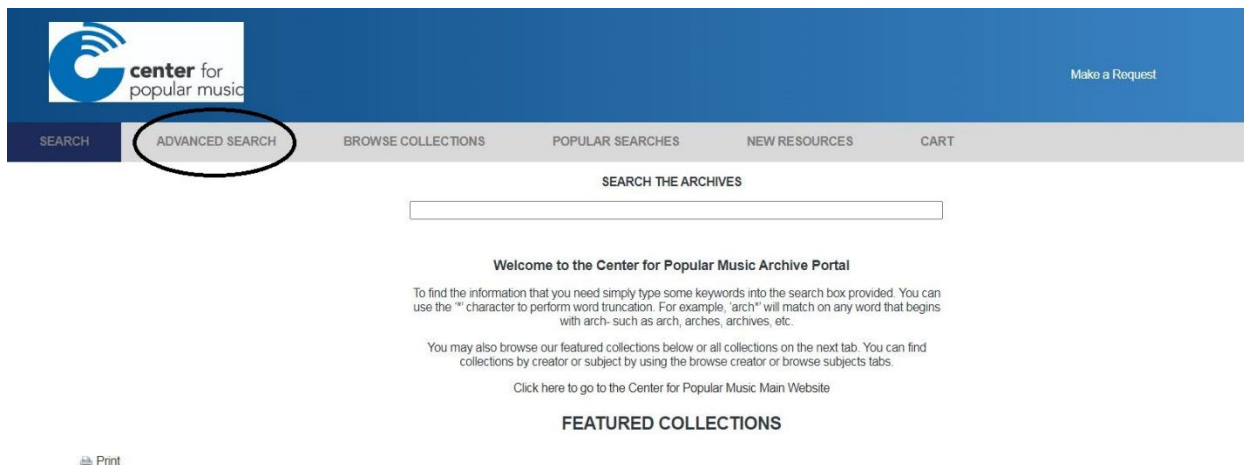 center for
popular music
Make a Request
SEARCH ADVANCED SEARCH BROWSE COLLECTIONS POPULAR SEARCHES NEW RESOURCES CART
SEARCH THE ARCHIVES
Welcome to the Center for Popular Music Archive Portal
To find the information that you need simply type some keywords into the search box provided. You can
use the '*' character to perform word truncation. For example, 'arch*' will match on any word that begins
with arch- such as arch, arches, archives, etc.
You may also browse our featured collections below or all collections on the next tab. You can find
collections by creator or subject by using the browse creator or browse subjects tabs.
Click here to go to the Center for Popular Music Main Website
FEATURED COLLECTIONS
Print